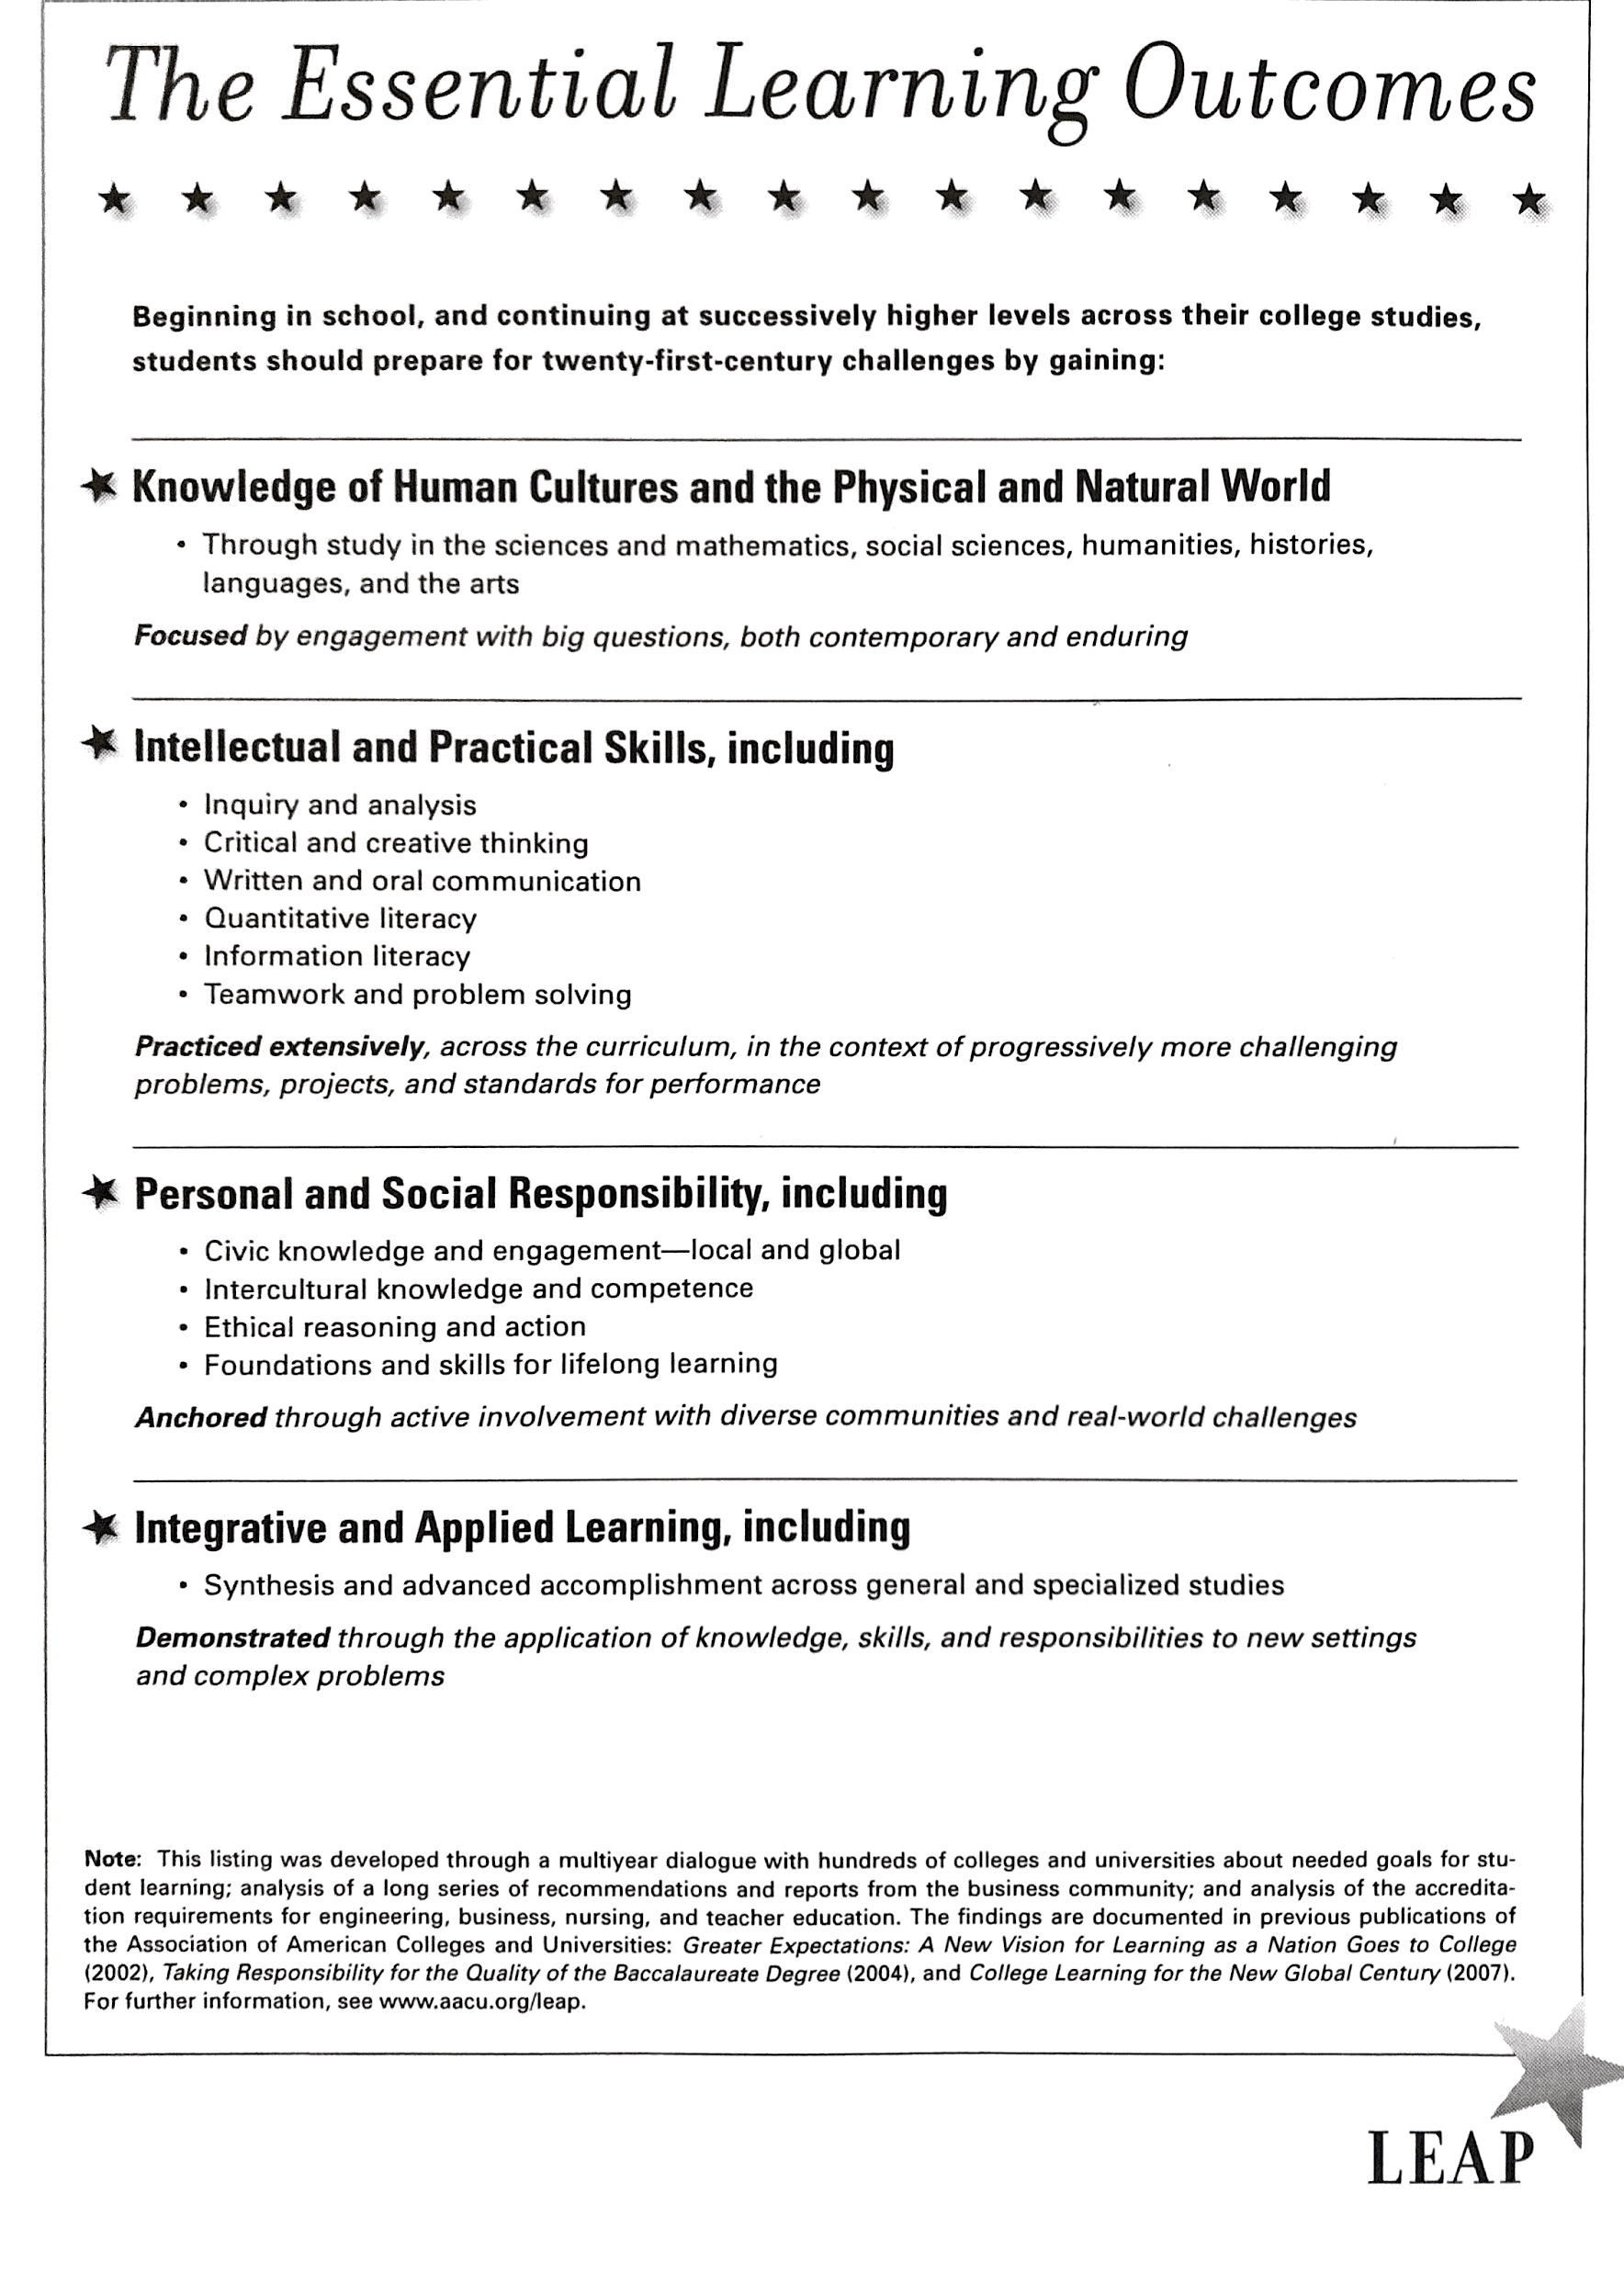 The Essential Learning Outcomes
Beginning in school, and continuing at successively higher levels across their college studies,
students should prepare for twenty-first-century challenges by gaining:
Knowledge of Human Cultures and the Physical and Natural World
• Through study in the sciences and mathematics, social sciences, humanities, histories,
languages, and the arts
Focused by engagement with big questions, both contemporary and enduring
Intellectual and Practical Skills, including
• Inquiry and analysis
• Critical and creative thinking
• Written and oral communication
• Quantitative literacy
• Information literacy
• Teamwork and problem solving
Practiced extensively, across the curriculum, in the context of progressively more challenging
problems, projects, and standards for performance
Personal and Social Responsibility, including
• Civic knowledge and engagement—local and global
• Intercultural knowledge and competence
• Ethical reasoning and action
• Foundations and skills for lifelong learning
Anchored through active involvement with diverse communities and real-world challenges
Integrative and Applied Learning, including
• Synthesis and advanced accomplishment across general and specialized studies
Demonstrated through the application of knowledge, skills, and responsibilities to new settings
and complex problems
Note: This listing was developed through a multiyear dialogue with hundreds of colleges and universities about needed goals for stu-
dent learning; analysis of a long series of recommendations and reports from the business community; and analysis of the accredita-
tion requirements for engineering, business, nursing, and teacher education. The findings are documented in previous publications of
the Association of American Colleges and Universities: Greater Expectations: A New Vision for Learning as a Nation Goes to College
(2002), Taking Responsibility for the Quality of the Baccalaureate Degree (2004), and College Learning for the New Global Century (2007).
For further information, see www.aacu.org/leap.
LEAP